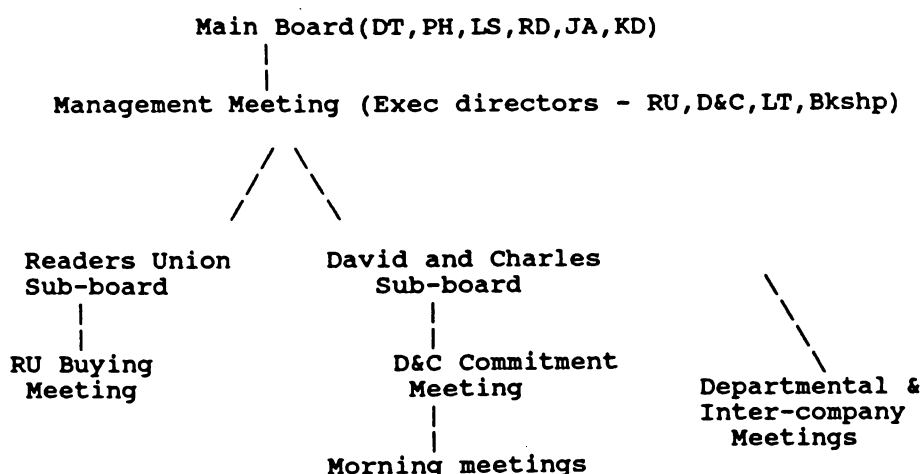 Main Board(DT,PH,LS,RD,JA,KD)
Management Meeting (Exec directors - RU,D&C,LT,Bkshp)
Readers Union
Sub-board
David and Charles
Sub-board
RU Buying
Meeting
D&C Commitment
Meeting
Departmental &
Inter-company
Meetings
Morning meetings